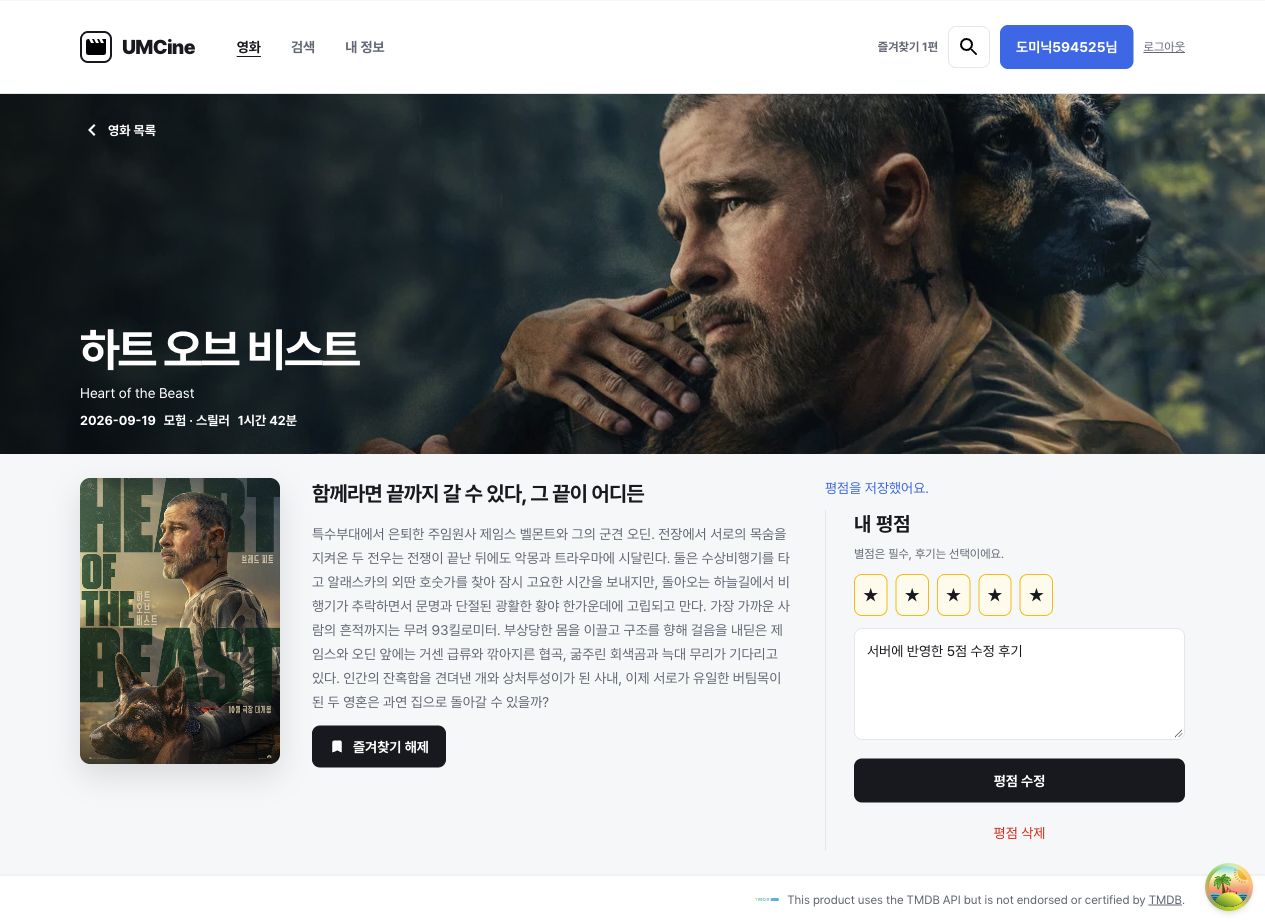 UMCine
영화
검색
내 정보
즐겨찾기 1편
도미닉594525님
로그아웃
영화 목록
하트 오브 비스트
Heart of the Beast
2026-09-19 모험 · 스릴러 1시간 42분
HEART
OF
THE
BEAST
브래드 피트
하트
오브
비스트
10월 극장 대개봉
함께라면 끝까지 갈 수 있다, 그 끝이 어디든
특수부대에서 은퇴한 주임원사 제임스 벨몬트와 그의 군견 오딘. 전장에서 서로의 목숨을
지켜온 두 전우는 전쟁이 끝난 뒤에도 악몽과 트라우마에 시달린다. 둘은 수상비행기를 타
고 알래스카의 외딴 호숫가를 찾아 잠시 고요한 시간을 보내지만, 돌아오는 하늘길에서 비
행기가 추락하면서 문명과 단절된 광활한 황야 한가운데에 고립되고 만다. 가장 가까운 사
람의 흔적까지는 무려 93킬로미터. 부상당한 몸을 이끌고 구조를 향해 걸음을 내딛은 제
임스와 오딘 앞에는 거센 급류와 깎아지른 협곡, 굶주린 회색곰과 늑대 무리가 기다리고
있다. 인간의 잔혹함을 견뎌낸 개와 상처투성이가 된 사내, 이제 서로가 유일한 버팀목이
된 두 영혼은 과연 집으로 돌아갈 수 있을까?
즐겨찾기 해제
평점을 저장했어요.
내 평점
별점은 필수, 후기는 선택이에요.
★ ★ ★ ★ ★
서버에 반영한 5점 수정 후기
평점 수정
평점 삭제
This product uses the TMDB API but is not endorsed or certified by TMDB.